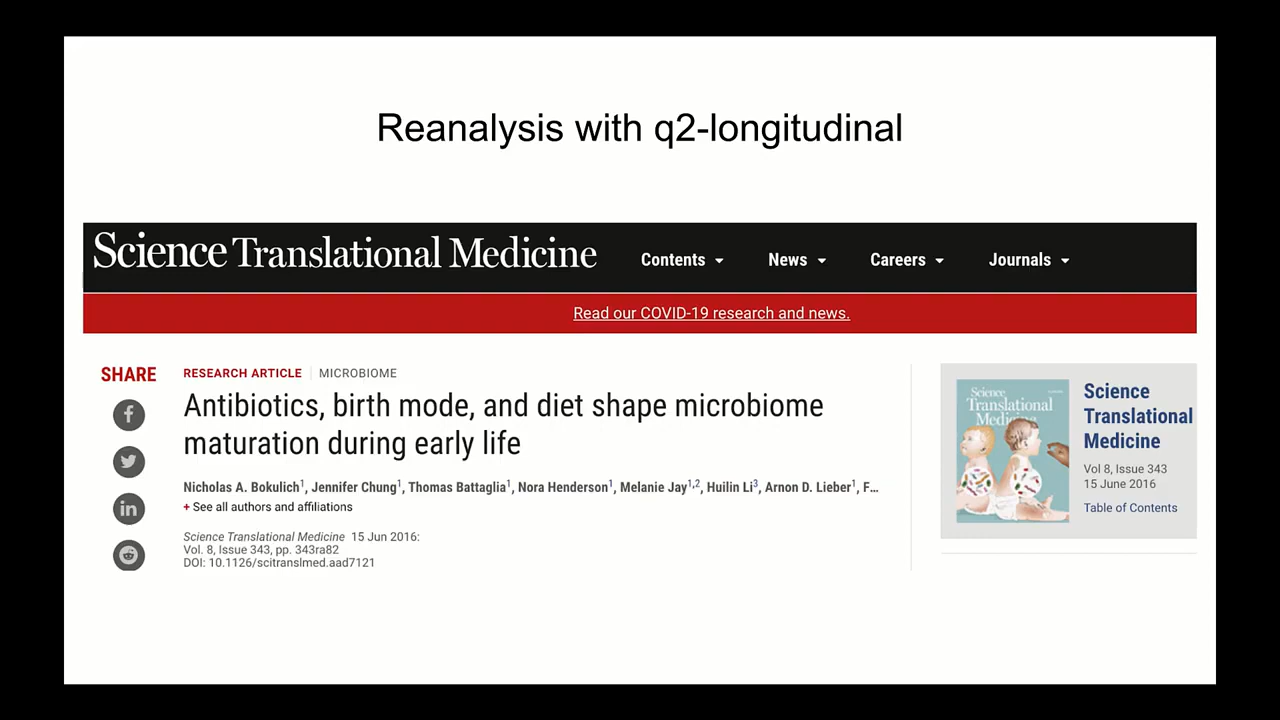 Reanalysis with q2-longitudinal
Science Translational Medicine Contents News Careers Journals
Read our COVID-19 research and news.
SHARE
RESEARCH ARTICLE | MICROBIOME
Antibiotics, birth mode, and diet shape microbiome
maturation during early life
Nicholas A. Bokulich1, Jennifer Chung1, Thomas Battaglia1, Nora Henderson1, Melanie Jay1,2, Huilin Li3, Arnon D. Lieber1, F...
+ See all authors and affiliations
Science Translational Medicine 15 Jun 2016:
Vol. 8, Issue 343, pp. 343ra82
DOI: 10.1126/scitranslmed.aad7121
Science
Translational
Medicine
Science
Translational
Medicine
Vol 8, Issue 343
15 June 2016
Table of Contents